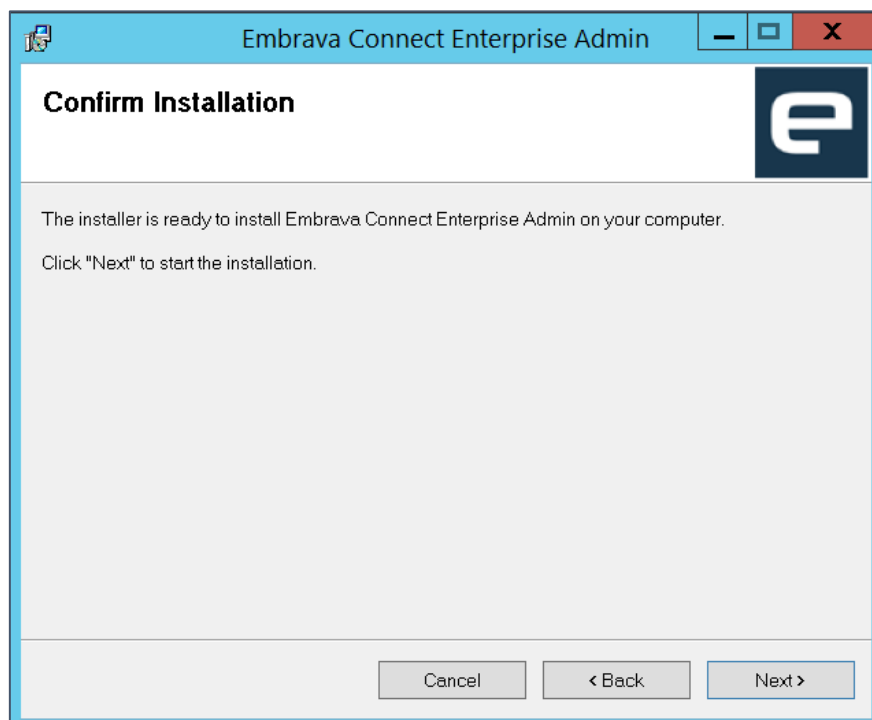 Embrava Connect Enterprise Admin
Confirm Installation
The installer is ready to install Embrava Connect Enterprise Admin on your computer.
Click "Next" to start the installation.
Cancel
< Back
Next >